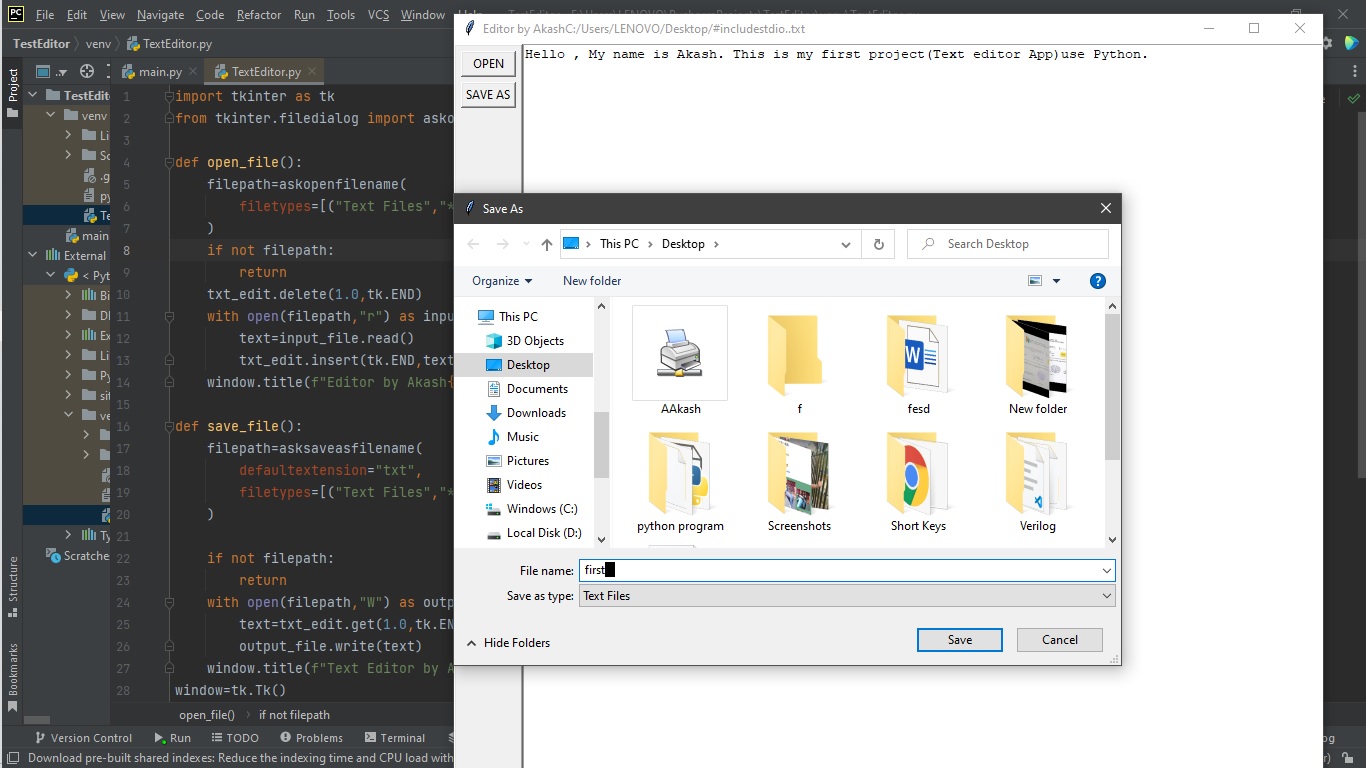 File Edit View Navigate Code Refactor Run Tools VCS Window
TestEditor venv TextEditor.py
main.py TextEditor.py
Project
TestEdit
venv
Li
Sc
.g
py
Te
main
External
< Pyt
Bi
Ex
Li
Py
sit
ve
Ty
Scratche
Structure
Bookmarks
1 import tkinter as tk
2 from tkinter.filedialog import asko
3
4 def open_file():
5 filepath=askopenfilename(
6 filetypes=[("Text Files","*
7 )
8 if not filepath:
9 return
10 txt_edit.delete(1.0,tk.END)
11 with open(filepath,"r") as inpu
12 text=input_file.read()
13 txt_edit.insert(tk.END,text
14 window.title(f"Editor by Akash{
15
16 def save_file():
17 filepath=asksaveasfilename(
18 defaultextension="txt",
19 filetypes=[("Text Files","*
20 )
21
22 if not filepath:
23 return
24 with open(filepath,"W") as outp
25 text=txt_edit.get(1.0,tk.EN
26 output_file.write(text)
27 window.title(f"Text Editor by A
28 window=tk.Tk()
open_file() if not filepath
Version Control Run TODO Problems Terminal
Download pre-built shared indexes: Reduce the indexing time and CPU load with
Editor by AkashC:/Users/LENOVO/Desktop/#includestdio..txt
OPEN
SAVE AS
Hello , My name is Akash. This is my first project(Text editor App)use Python.
Save As
This PC Desktop
Search Desktop
Organize New folder
This PC
3D Objects
Desktop
Documents
Downloads
Music
Pictures
Videos
Windows (C:)
Local Disk (D:)
AAkash f fesd New folder
python program Screenshots Short Keys Verilog
File name: first
Save as type: Text Files
Hide Folders
Save Cancel